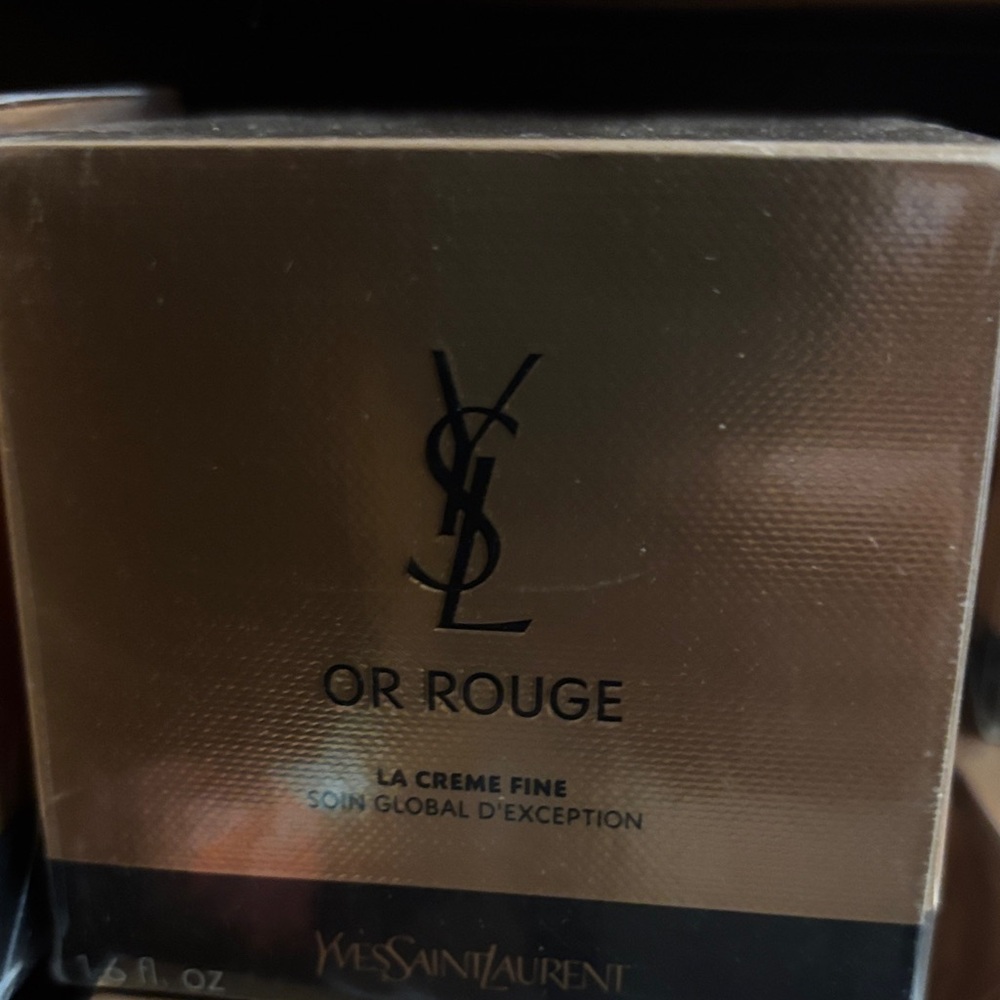 YSL
OR ROUGE
LA CREME FINE
SOIN GLOBAL D'EXCEPTION
YVESSAINTLAURENT
1.6 fl. oz